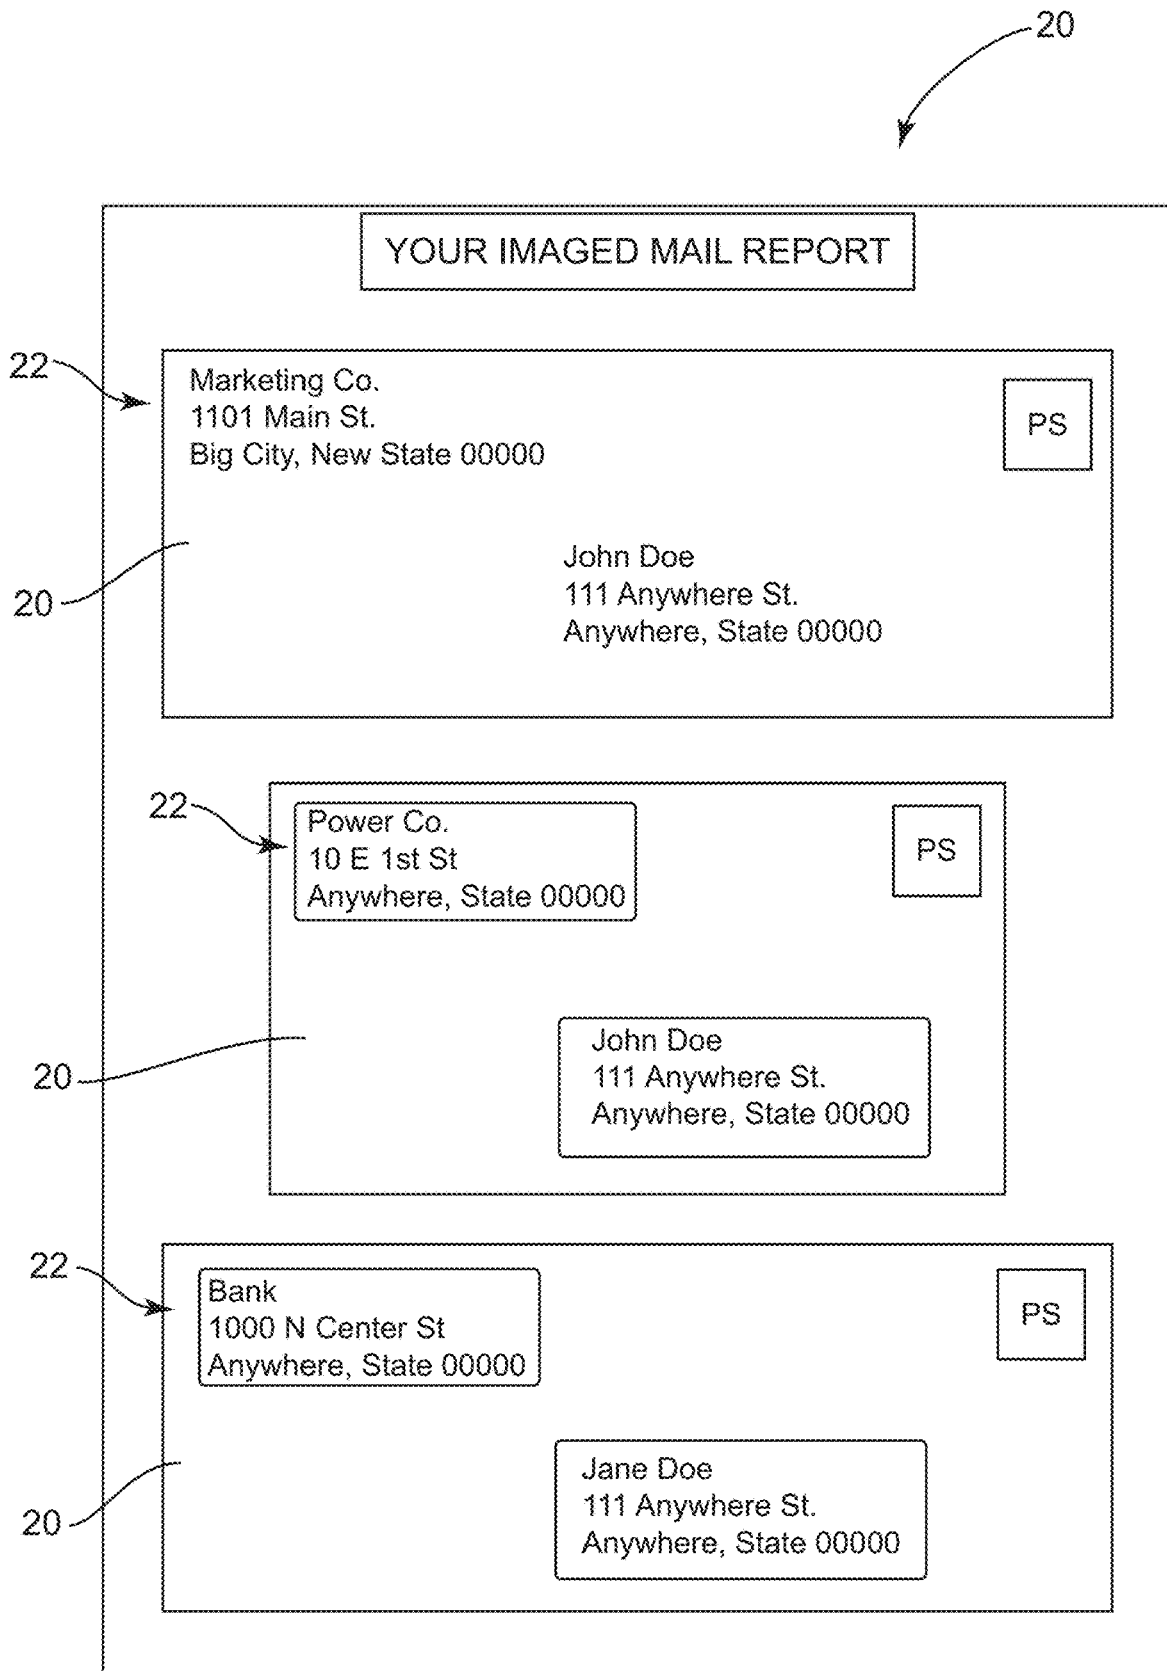 20
YOUR IMAGED MAIL REPORT
22
Marketing Co.
1101 Main St.
Big City, New State 00000
PS
20
John Doe
111 Anywhere St.
Anywhere, State 00000
22
Power Co.
10 E 1st St
Anywhere, State 00000
PS
20
John Doe
111 Anywhere St.
Anywhere, State 00000
22
Bank
1000 N Center St
Anywhere, State 00000
PS
20
Jane Doe
111 Anywhere St.
Anywhere, State 00000